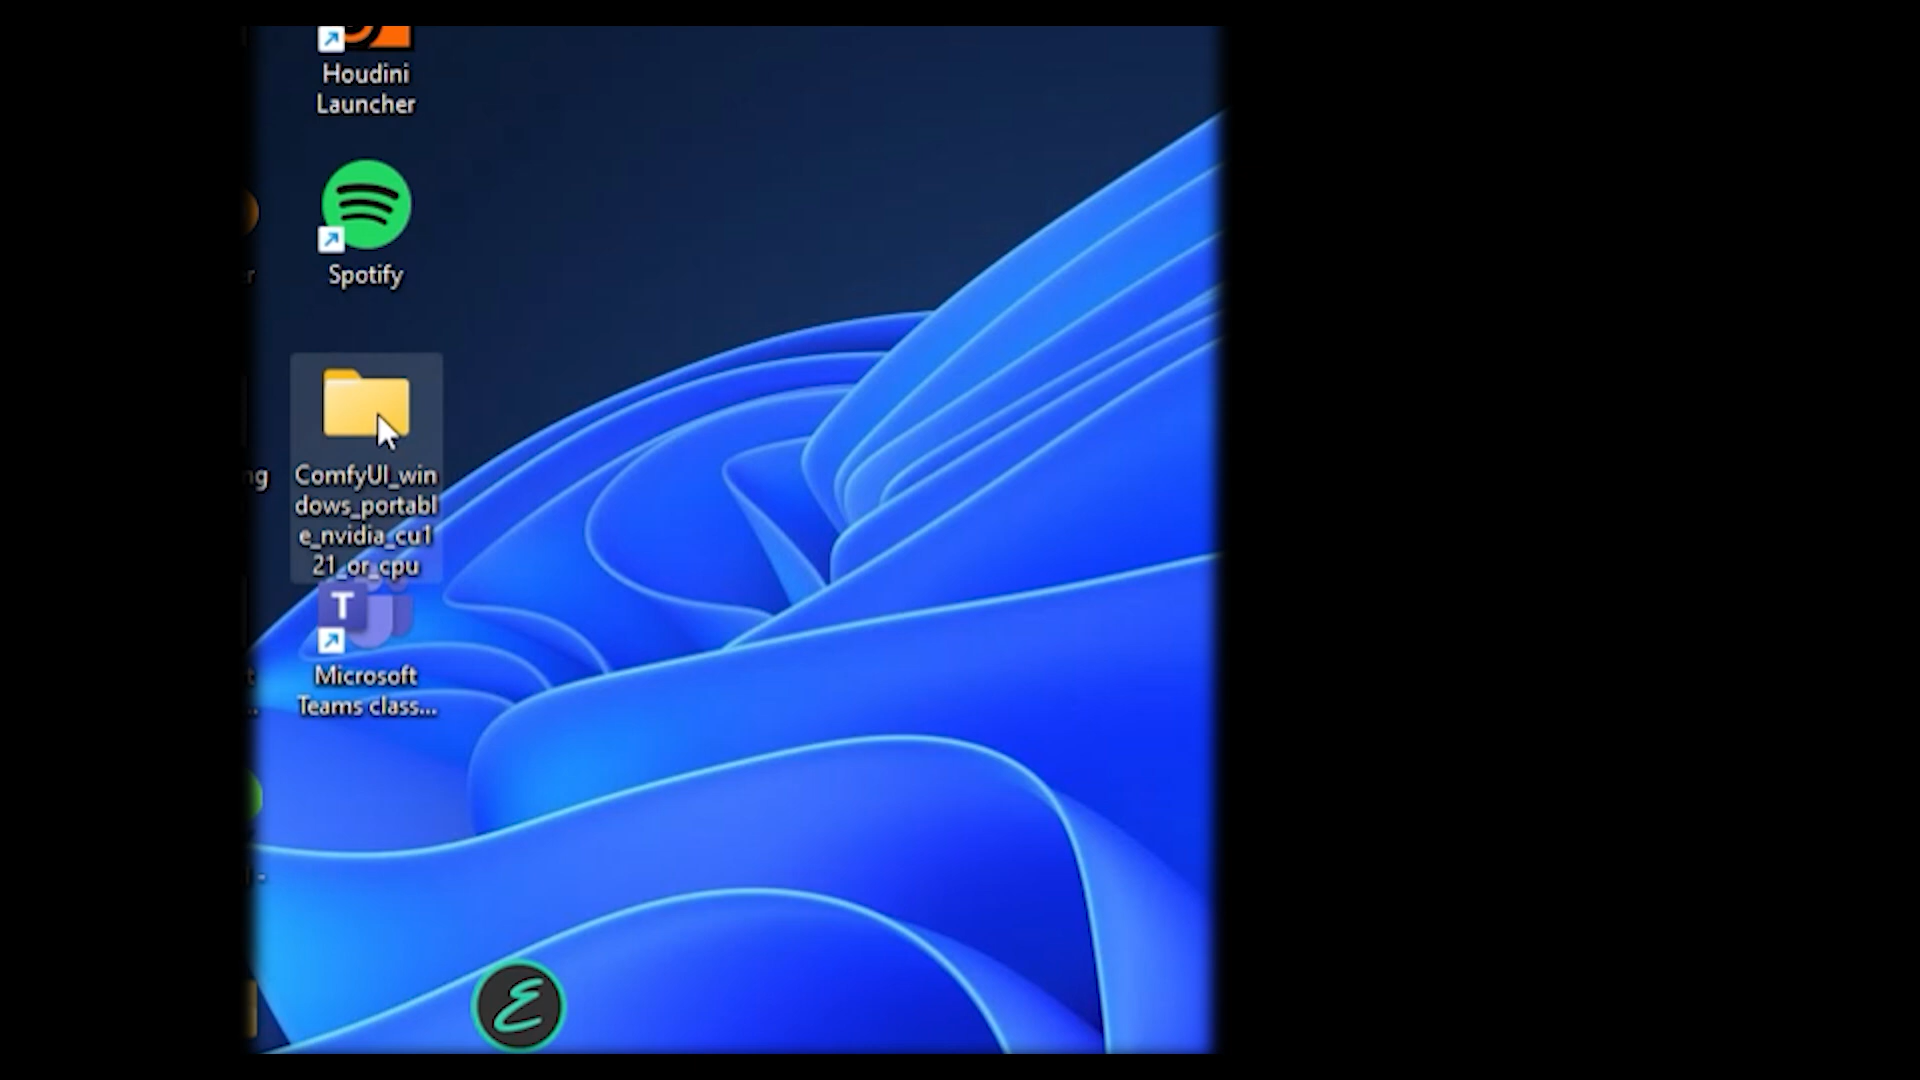 Houdini
Launcher
Spotify
ComfyUI_win
dows_portabl
e_nvidia_cu1
21_or_cpu
T
Microsoft
Teams class...